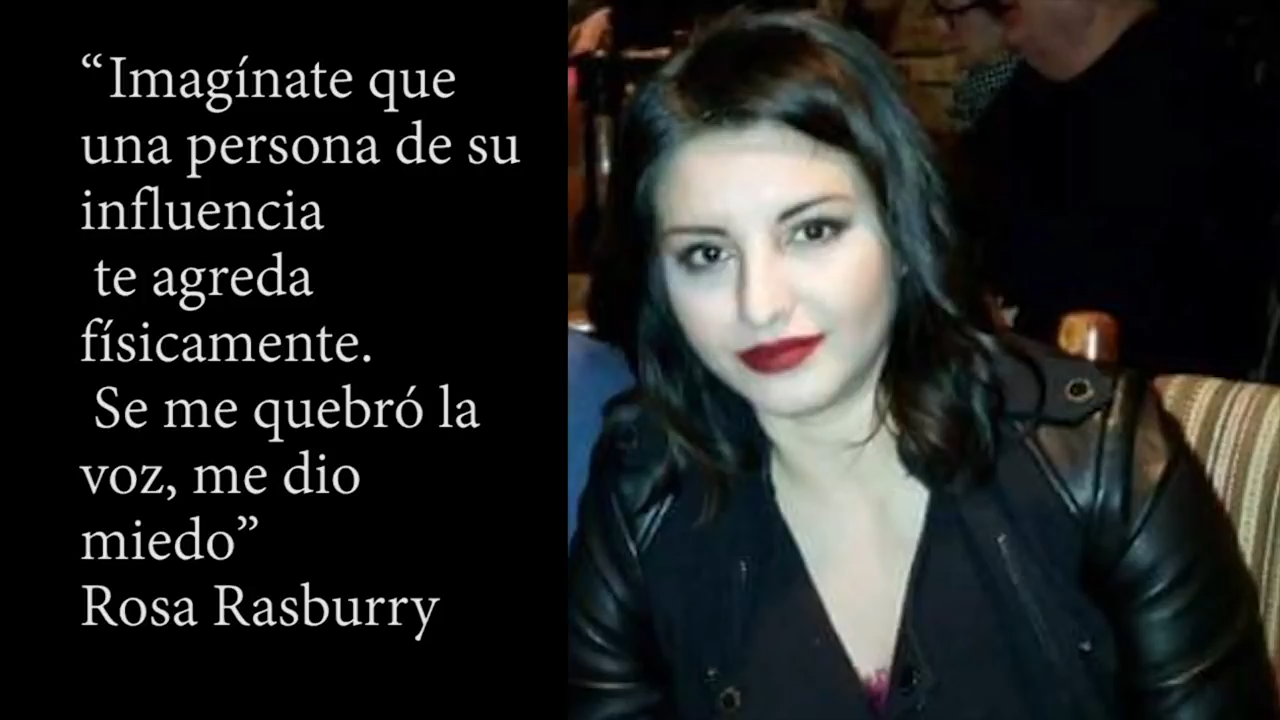 “Imagínate que
una persona de su
influencia
te agreda
físicamente.
Se me quebró la
voz, me dio
miedo”
Rosa Rasburry